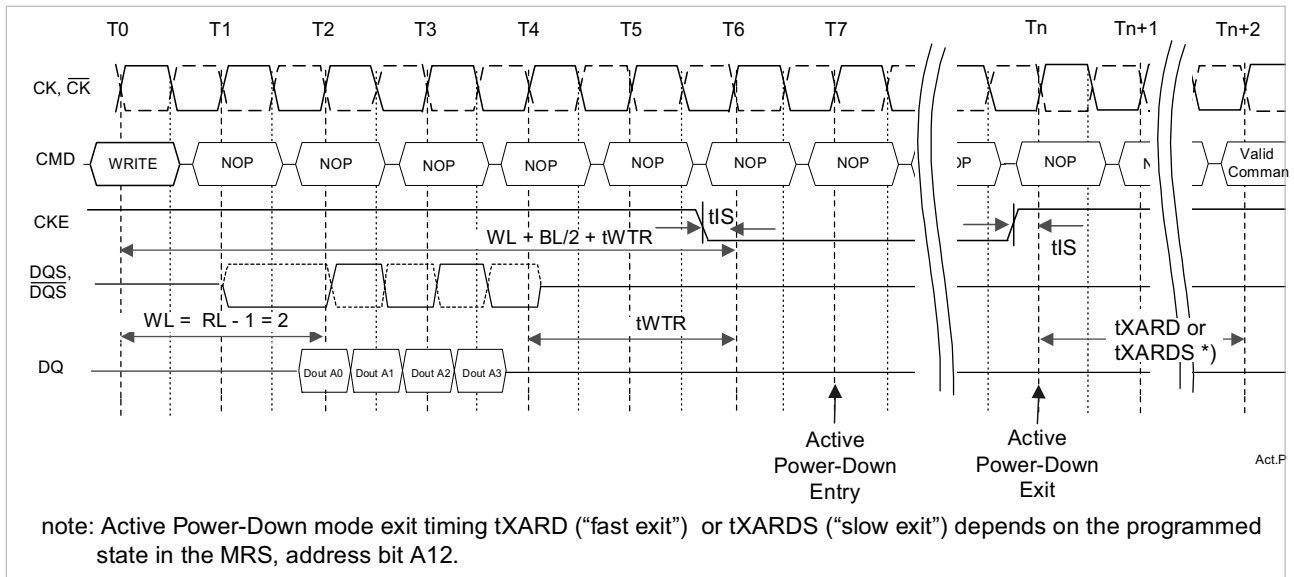 T0 T1 T2 T3 T4 T5 T6 T7 Tn Tn+1 Tn+2
CK, CK
CMD WRITE NOP NOP NOP NOP NOP NOP NOP OP NOP N Valid
Comman
CKE tIS tIS
WL + BL/2 + tWTR
DQS,
DQS
WL = RL - 1 = 2 tWTR tXARD or
tXARDS *)
DQ Dout A0 Dout A1 Dout A2 Dout A3
Active
Power-Down
Entry
Active
Power-Down
Exit
Act.P
note: Active Power-Down mode exit timing tXARD (“fast exit”) or tXARDS (“slow exit”) depends on the programmed
state in the MRS, address bit A12.